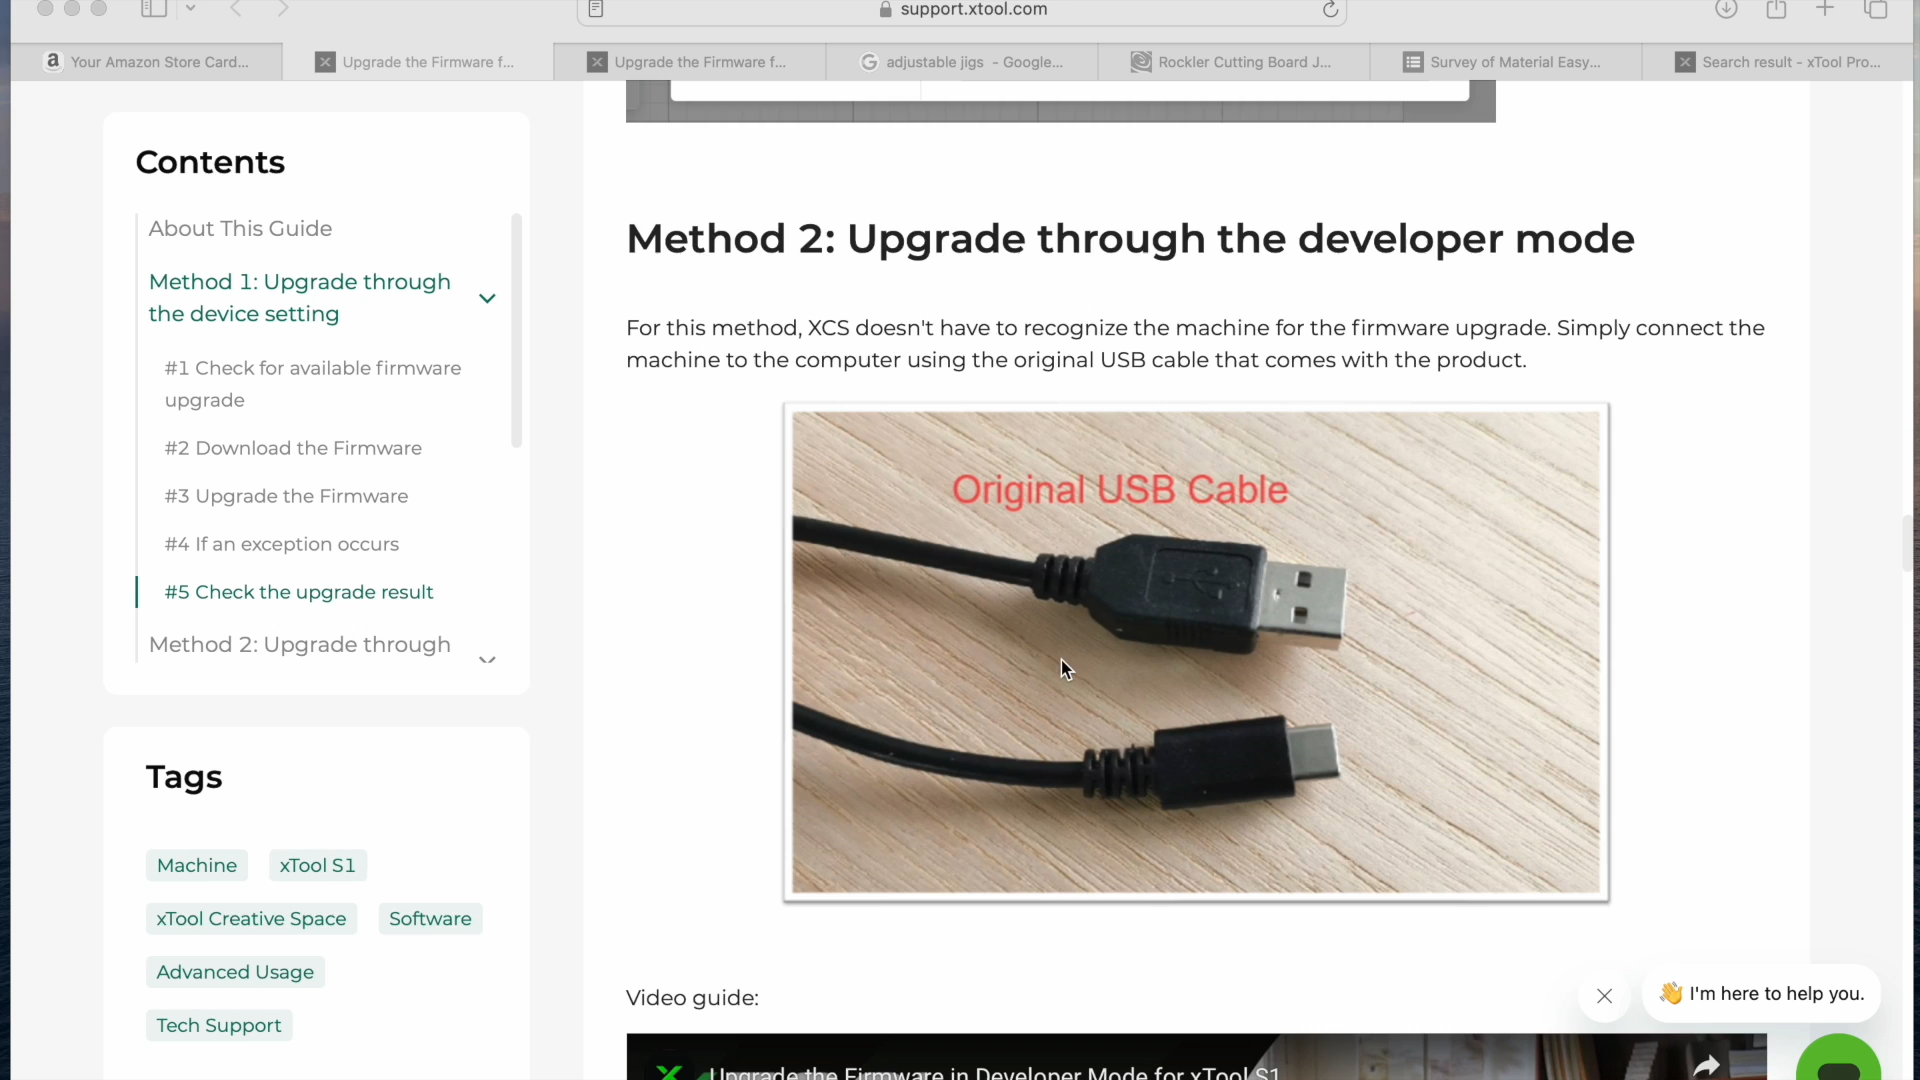 support.xtool.com
Your Amazon Store Card...
Upgrade the Firmware f...
Upgrade the Firmware f...
adjustable jigs - Google...
Rockler Cutting Board J...
Survey of Material Easy...
Search result - xTool Pro...
Contents
About This Guide
Method 1: Upgrade through
the device setting
#1 Check for available firmware
upgrade
#2 Download the Firmware
#3 Upgrade the Firmware
#4 If an exception occurs
#5 Check the upgrade result
Method 2: Upgrade through
Tags
Machine
xTool S1
xTool Creative Space
Software
Advanced Usage
Tech Support
Method 2: Upgrade through the developer mode
For this method, XCS doesn't have to recognize the machine for the firmware upgrade. Simply connect the
machine to the computer using the original USB cable that comes with the product.
Original USB Cable
Video guide:
Upgrade the Firmware in Developer Mode for xTool S1
👋 I'm here to help you.